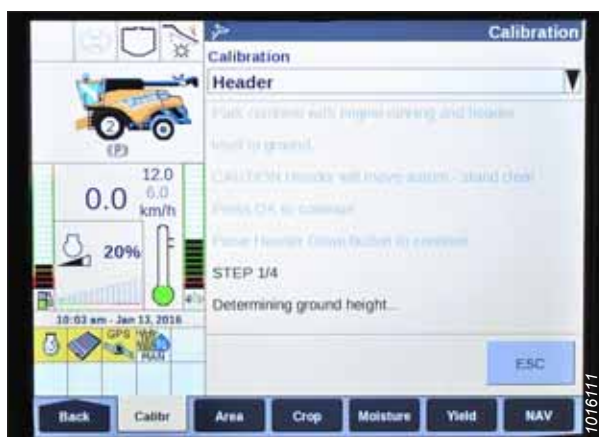 Calibration
Calibration
Header
Park combine with engine running and header
level to ground.
CAUTION Header will move autom.- stand clear
Press OK to continue
Press Header Down button to continue
STEP 1/4
Determining ground height...
ESC
2
(P)
12.0
0.0
6.0
km/h
20%
10:03 am - Jan 13, 2016
GPS
MAN
Back
Calibr
Area
Crop
Moisture
Yield
NAV
1016111